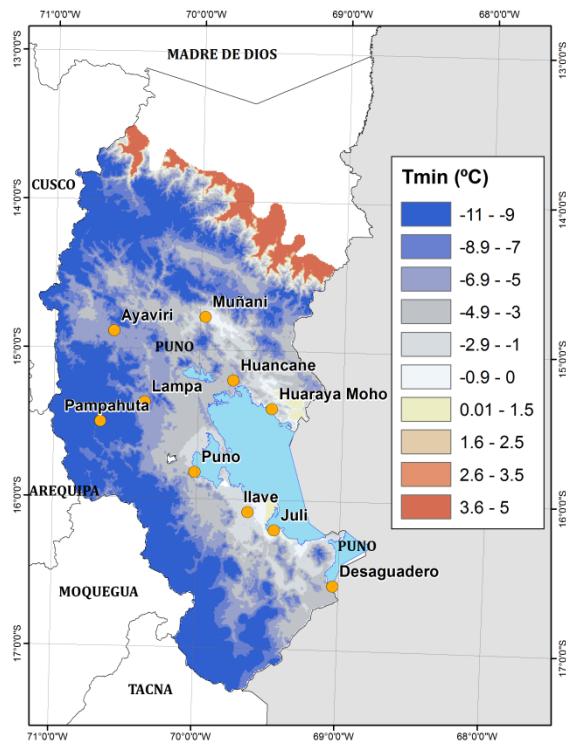 71°0'0"W 70°0'0"W 69°0'0"W 68°0'0"W
13°0'0"S 13°0'0"S
MADRE DE DIOS
CUSCO
14°0'0"S 14°0'0"S
Tmin (ºC)
-11 - -9
-8.9 - -7
-6.9 - -5
-4.9 - -3
-2.9 - -1
-0.9 - 0
0.01 - 1.5
1.6 - 2.5
2.6 - 3.5
3.6 - 5
Muñani
Ayaviri
PUNO
15°0'0"S 15°0'0"S
Huancane
Lampa
Huaraya Moho
Pampahuta
Puno
AREQUIPA
Ilave
16°0'0"S 16°0'0"S
Juli
PUNO
Desaguadero
MOQUEGUA
17°0'0"S 17°0'0"S
TACNA
71°0'0"W 70°0'0"W 69°0'0"W 68°0'0"W